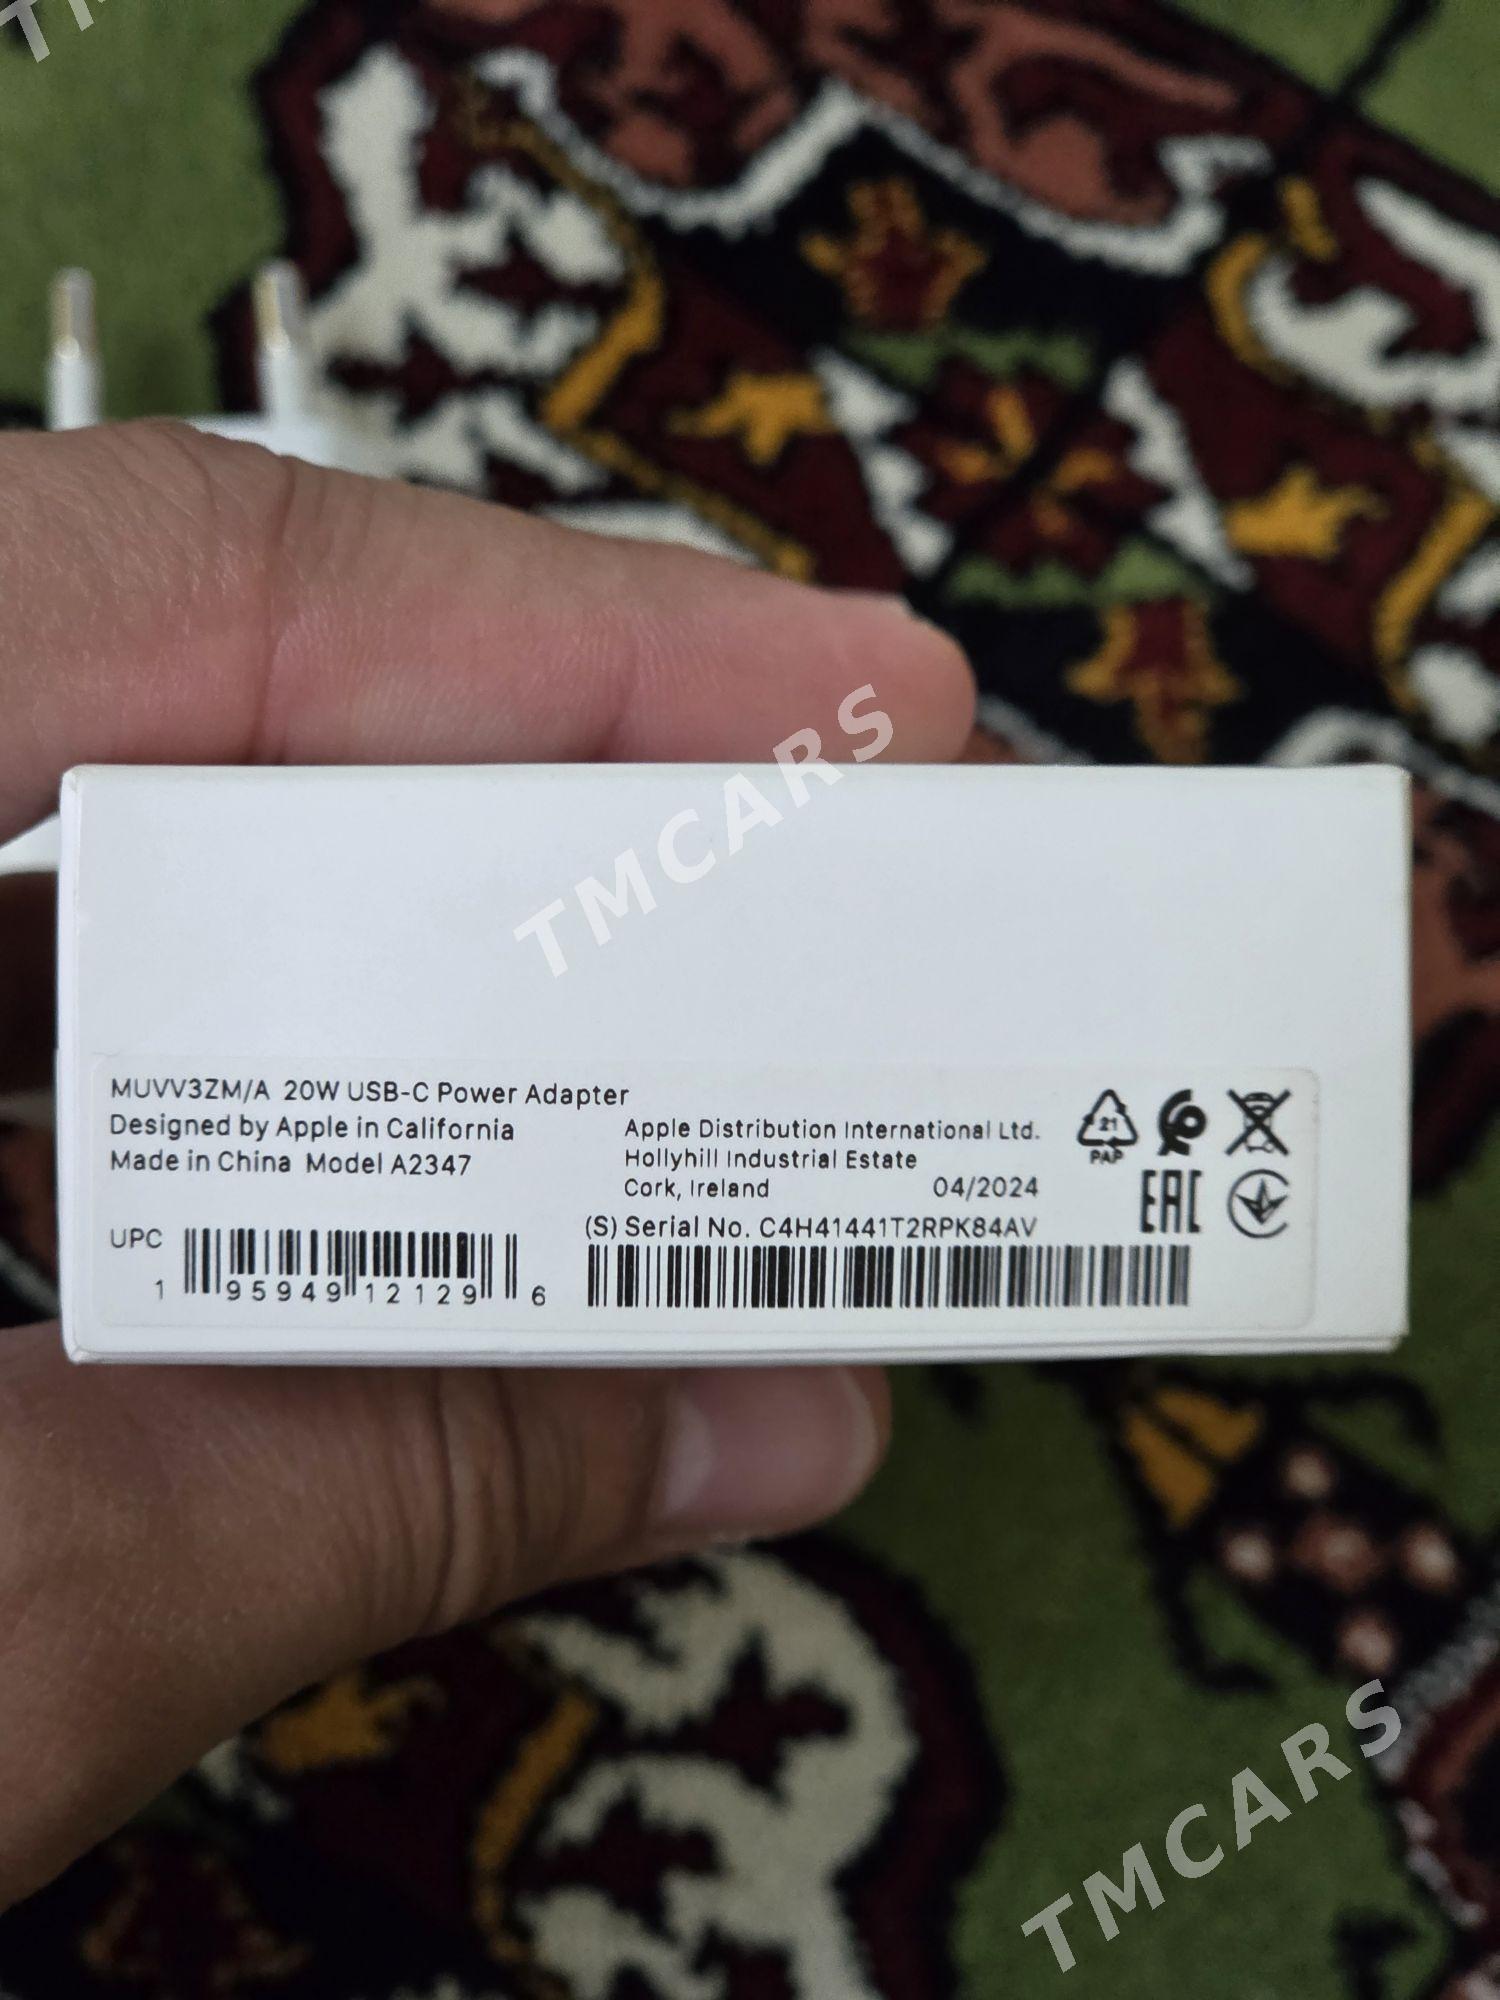 TMCARS
MUVV3ZM/A 20W USB-C Power Adapter
Designed by Apple in California
Made in China Model A2347
Apple Distribution International Ltd.
Hollyhill Industrial Estate
Cork, Ireland 04/2024
21
PAP
EAC
(S) Serial No. C4H41441T2RPK84AV
UPC
1 95949 12129 6
TMCARS